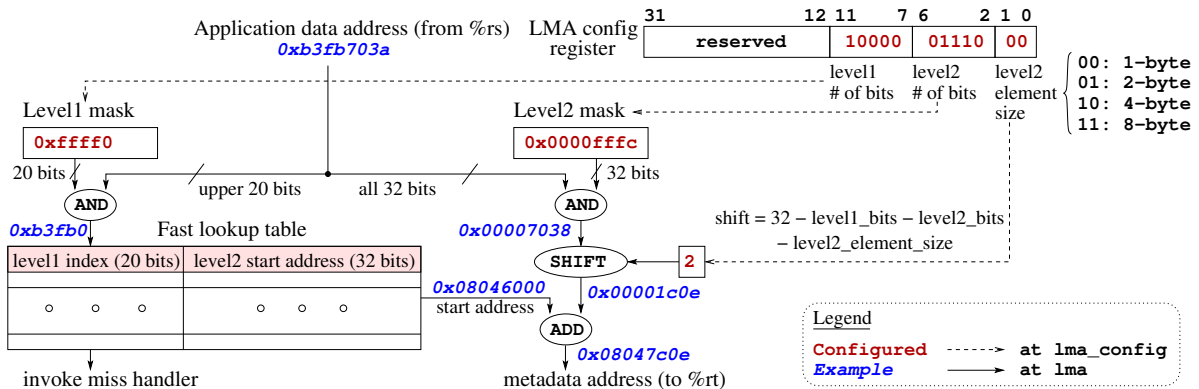 31 12 11 7 6 2 1 0
Application data address (from %rs)
0xb3fb703a
LMA config
register
reserved 10000 01110 00
level1
# of bits
level2
# of bits
level2
element
size
00: 1−byte
01: 2−byte
10: 4−byte
11: 8−byte
Level1 mask
0xffff0
Level2 mask
0x0000fffc
20 bits
upper 20 bits
all 32 bits
32 bits
AND
AND
0xb3fb0
Fast lookup table
0x00007038
shift = 32 − level1_bits − level2_bits
− level2_element_size
level1 index (20 bits) level2 start address (32 bits)
SHIFT
2
0x08046000
start address
0x00001c0e
ADD
0x08047c0e
invoke miss handler
metadata address (to %rt)
Legend
Configured at lma_config
Example at lma